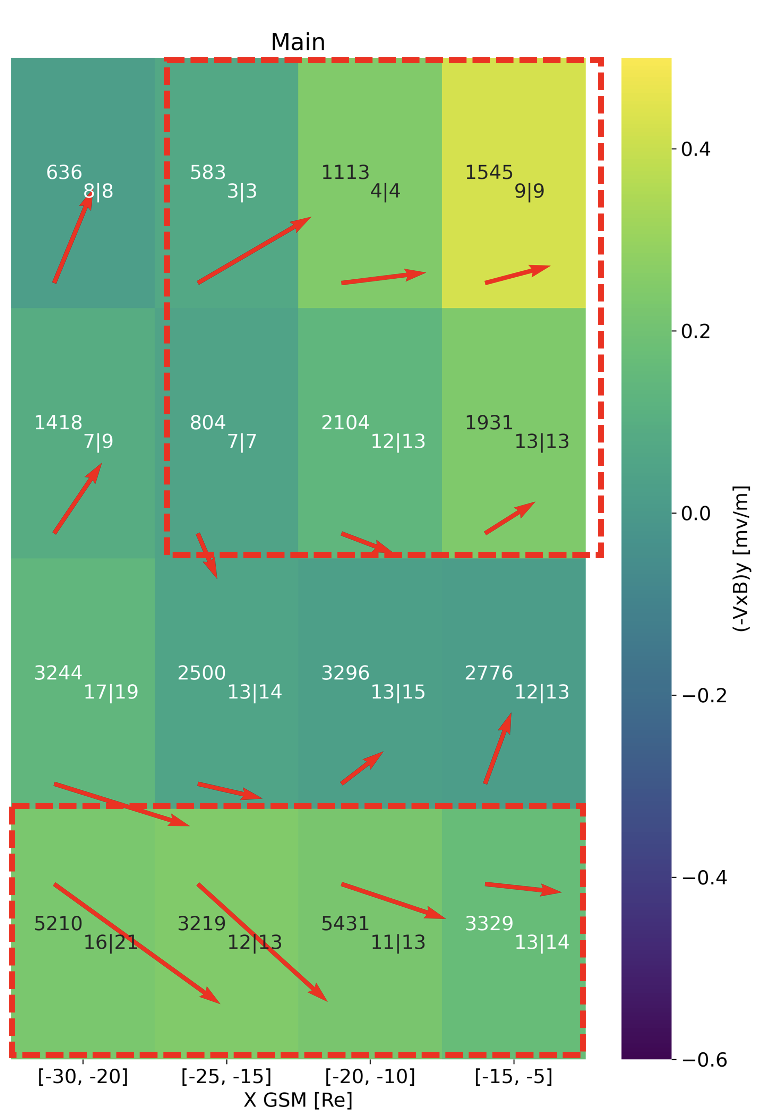 Main
636 583 1113 1545
8|8 3|3 4|4 9|9
0.4
0.2
1418 804 2104 1931
7|9 7|7 12|13 13|13
0.0
(-VxB)y [mv/m]
3244 2500 3296 2776
17|19 13|14 13|15 12|13
−0.2
−0.4
5210 3219 5431 3329
16|21 12|13 11|13 13|14
−0.6
[-30, -20] [-25, -15] [-20, -10] [-15, -5]
X GSM [Re]